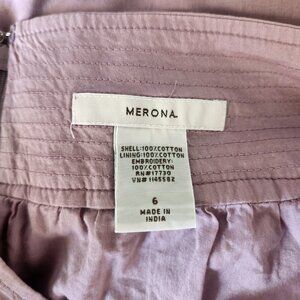 MERONA.
SHELL:100%COTTON
LINING:100%COTTON
EMBROIDERY:
100%COTTON
RN#17730
VN#1165582
6
MADE IN
INDIA